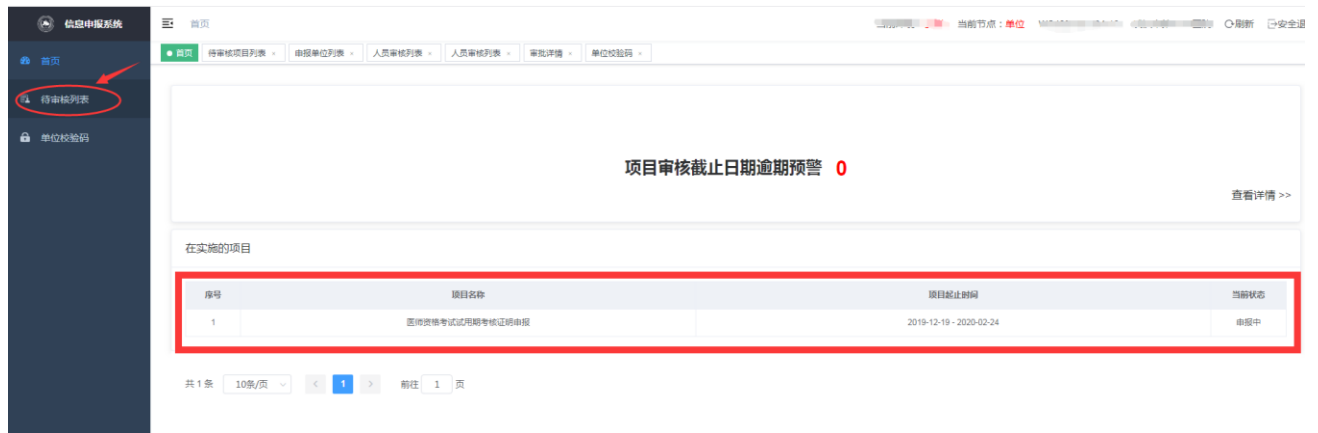 信息申报系统
首页
当前节点：单位
刷新
安全退
首页
待审核列表
单位校验码
首页
待审核项目列表 ×
申报单位列表 ×
人员审核列表 ×
人员审核列表 ×
审批详情 ×
单位校验码 ×
项目审核截止日期逾期预警 0
查看详情 >>
在实施的项目
序号 项目名称 项目起止时间 当前状态
1 医师资格考试试用期考核证明申报 2019-12-19 - 2020-02-24 申报中
共 1 条 10条/页 < 1 > 前往 1 页